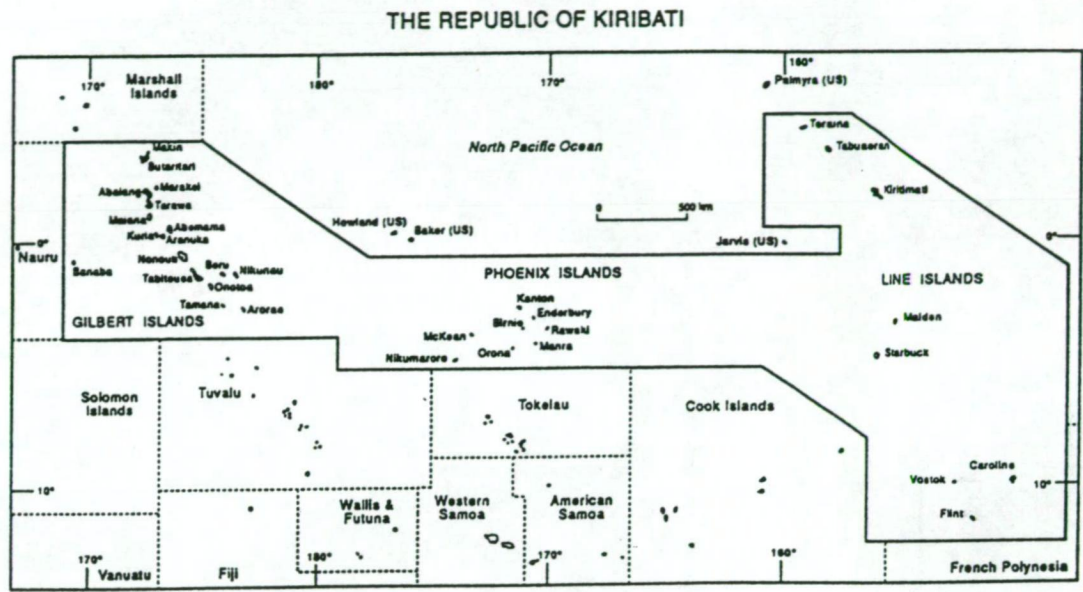 THE REPUBLIC OF KIRIBATI
170°
180°
170°
160°
Marshall
Islands
Palmyra (US)
Teraina
Tabuaeran
North Pacific Ocean
Makin
Butaritari
Marakei
Abaiang
Tarawa
Maiana
Abemama
Kuria
Aranuka
Kiritimati
0
500 km
Howland (US)
Baker (US)
Jarvis (US)
0°
0°
Nauru
Banaba
Nonouti
Beru
Nikunau
Tabiteuea
Onotoa
Tamana
Arorae
GILBERT ISLANDS
PHOENIX ISLANDS
LINE ISLANDS
Kanton
Enderbury
Birnie
Rawaki
McKean
Orona
Manra
Nikumaroro
Malden
Starbuck
Solomon
Islands
Tuvalu
Tokelau
Cook Islands
Caroline
Vostok
Flint
10°
10°
Wallis &
Futuna
Western
Samoa
American
Samoa
170°
180°
170°
160°
Vanuatu
Fiji
French Polynesia